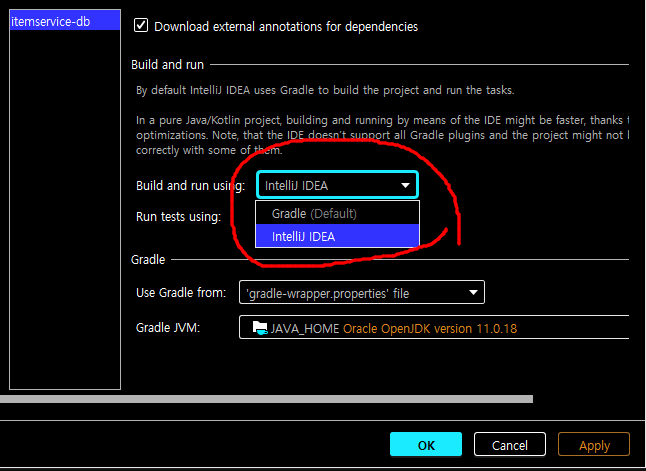 itemservice-db
Download external annotations for dependencies
Build and run
By default IntelliJ IDEA uses Gradle to build the project and run the tasks.
In a pure Java/Kotlin project, building and running by means of the IDE might be faster, thanks t
optimizations. Note, that the IDE doesn't support all Gradle plugins and the project might not
correctly with some of them.
Build and run using: IntelliJ IDEA
Gradle (Default)
Run tests using:
IntelliJ IDEA
Gradle
Use Gradle from: 'gradle-wrapper.properties' file
Gradle JVM: JAVA_HOME Oracle OpenJDK version 11.0.18
OK Cancel Apply